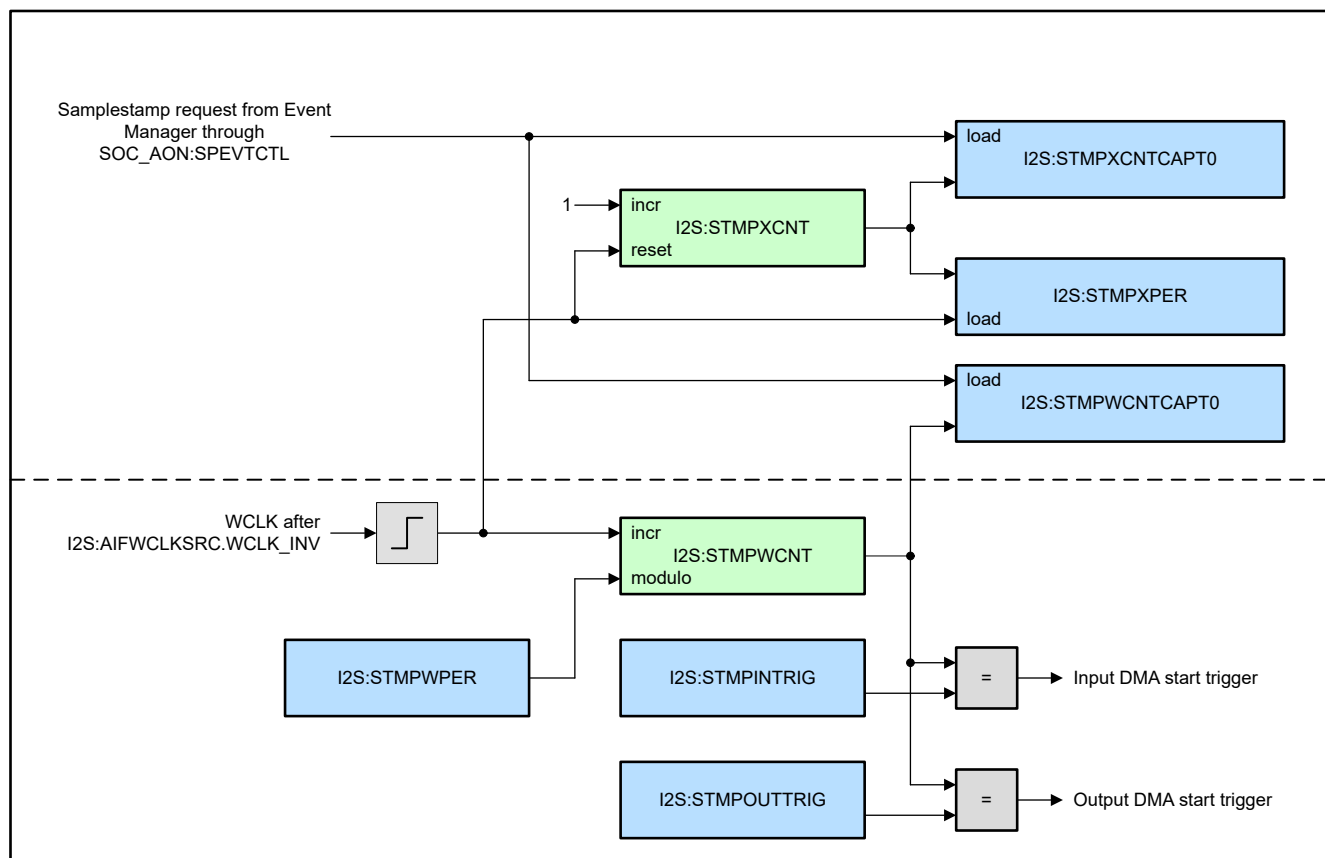 Samplestamp request from Event
Manager through
SOC_AON:SPEVTCTL
load
I2S:STMPXCNTCAPT0
1
incr
I2S:STMPXCNT
reset
I2S:STMPXPER
load
load
I2S:STMPWCNTCAPT0
WCLK after
I2S:AIFWCLKSRC.WCLK_INV
incr
I2S:STMPWCNT
modulo
I2S:STMPWPER
I2S:STMPINTRIG
=
Input DMA start trigger
I2S:STMPOUTTRIG
=
Output DMA start trigger